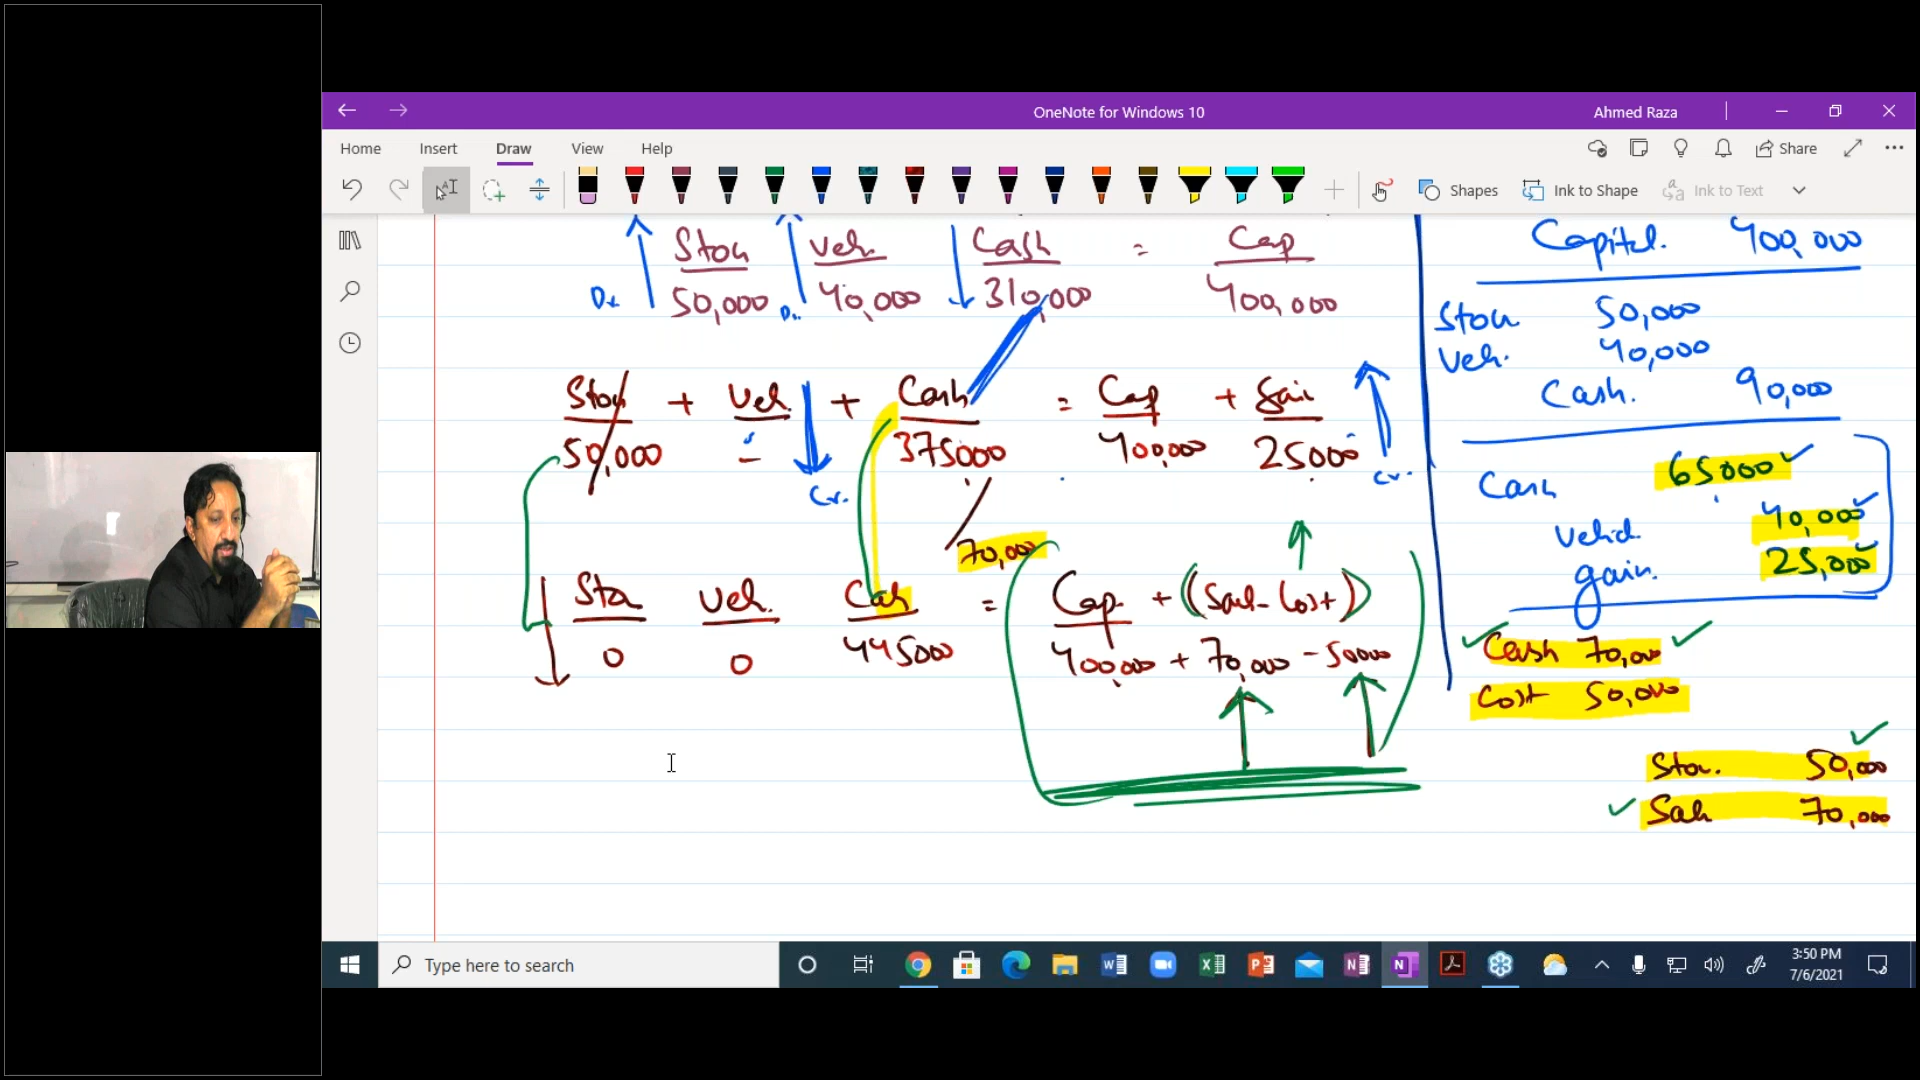 OneNote for Windows 10
Ahmed Raza
Home Insert Draw View Help
Share
Shapes Ink to Shape Ink to Text
Stock Veh Cash = Cap
Dr 50,000 Dr. 40,000 310,000 400,000
Stock + Veh. + Cash = Cap + Gain
50,000 - 375000 400,000 25000
Cr. Cr.
70,000
Sto Veh. Cash = Cap + (Sale - Cost)
0 0 445000 400,000 + 70,000 - 50000
Capital. 400,000
Stock 50,000
Veh. 40,000
Cash. 90,000
Cash 65000
Vehicl 40,000
gain. 25,000
Cash 70,000
Cost 50,000
Stock. 50,000
Sale 70,000
Type here to search
3:50 PM
7/6/2021